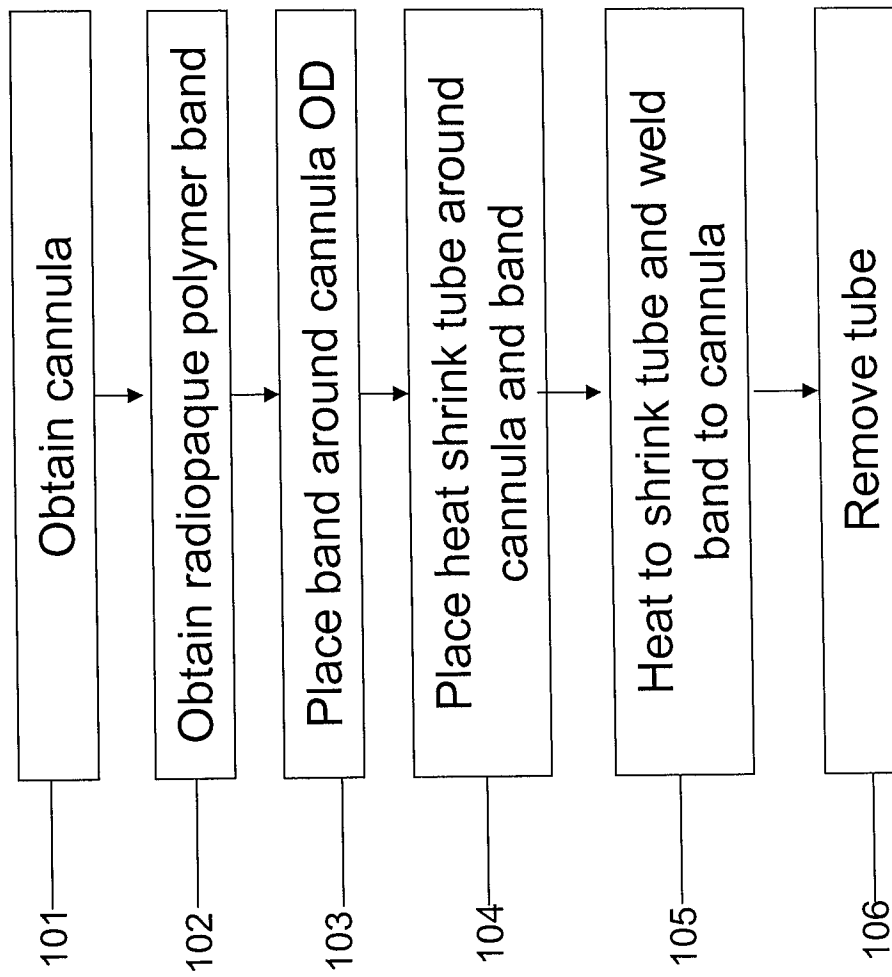 101
Obtain cannula
102
Obtain radiopaque polymer band
103
Place band around cannula OD
104
Place heat shrink tube around
cannula and band
105
Heat to shrink tube and weld
band to cannula
106
Remove tube